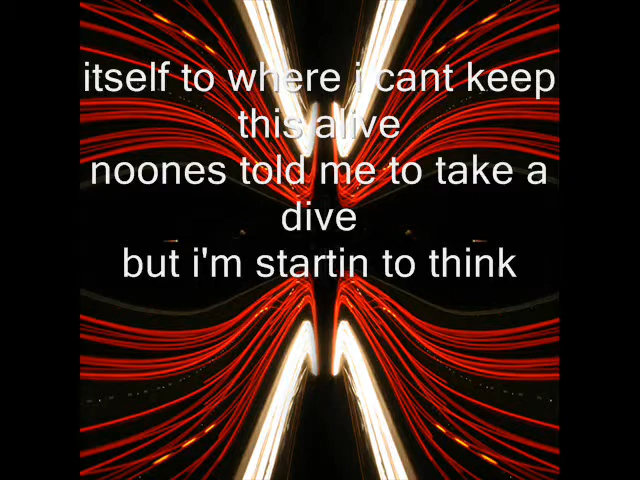 itself to where i cant keep
this alive
noones told me to take a
dive
but i'm startin to think